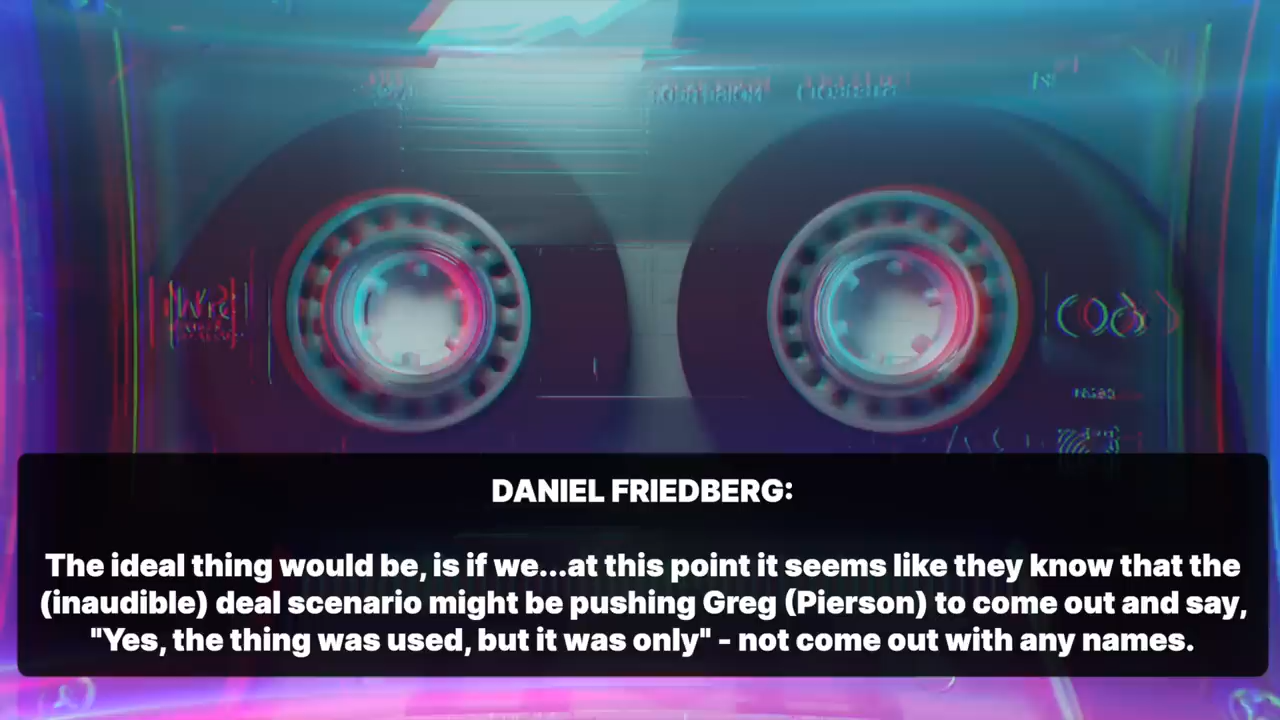 DANIEL FRIEDBERG:
The ideal thing would be, is if we...at this point it seems like they know that the
(inaudible) deal scenario might be pushing Greg (Pierson) to come out and say,
"Yes, the thing was used, but it was only" - not come out with any names.